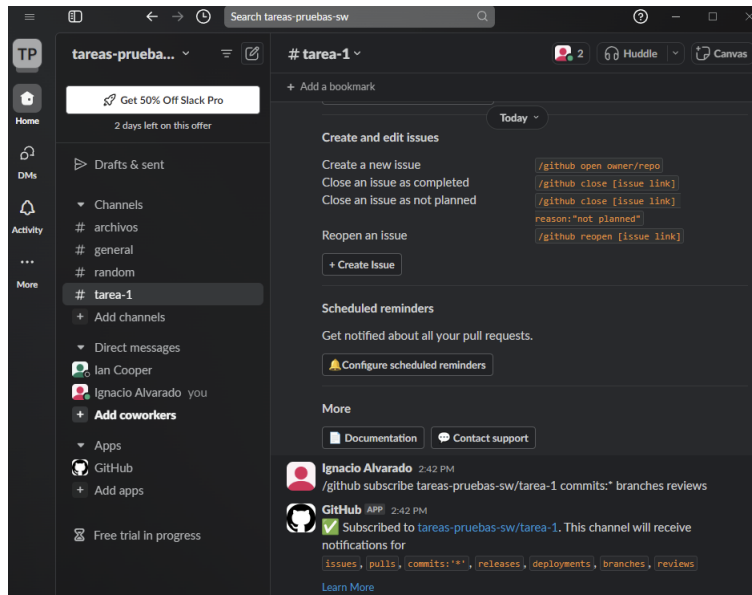 Search tareas-pruebas-sw
TP
tareas-prueba...
# tarea-1
2
Huddle
Canvas
+ Add a bookmark
Get 50% Off Slack Pro
2 days left on this offer
Home
DMs
Activity
More
Drafts & sent
Channels
# archivos
# general
# random
# tarea-1
+ Add channels
Direct messages
Ian Cooper
Ignacio Alvarado you
+ Add coworkers
Apps
GitHub
+ Add apps
Free trial in progress
Today
Create and edit issues
Create a new issue /github open owner/repo
Close an issue as completed /github close [issue link]
Close an issue as not planned /github close [issue link]
reason:"not planned"
Reopen an issue /github reopen [issue link]
+ Create Issue
Scheduled reminders
Get notified about all your pull requests.
🔔Configure scheduled reminders
More
📄 Documentation 💬 Contact support
Ignacio Alvarado 2:42 PM
/github subscribe tareas-pruebas-sw/tarea-1 commits:* branches reviews
GitHub APP 2:42 PM
✅ Subscribed to tareas-pruebas-sw/tarea-1. This channel will receive
notifications for
issues, pulls, commits:'*', releases, deployments, branches, reviews
Learn More